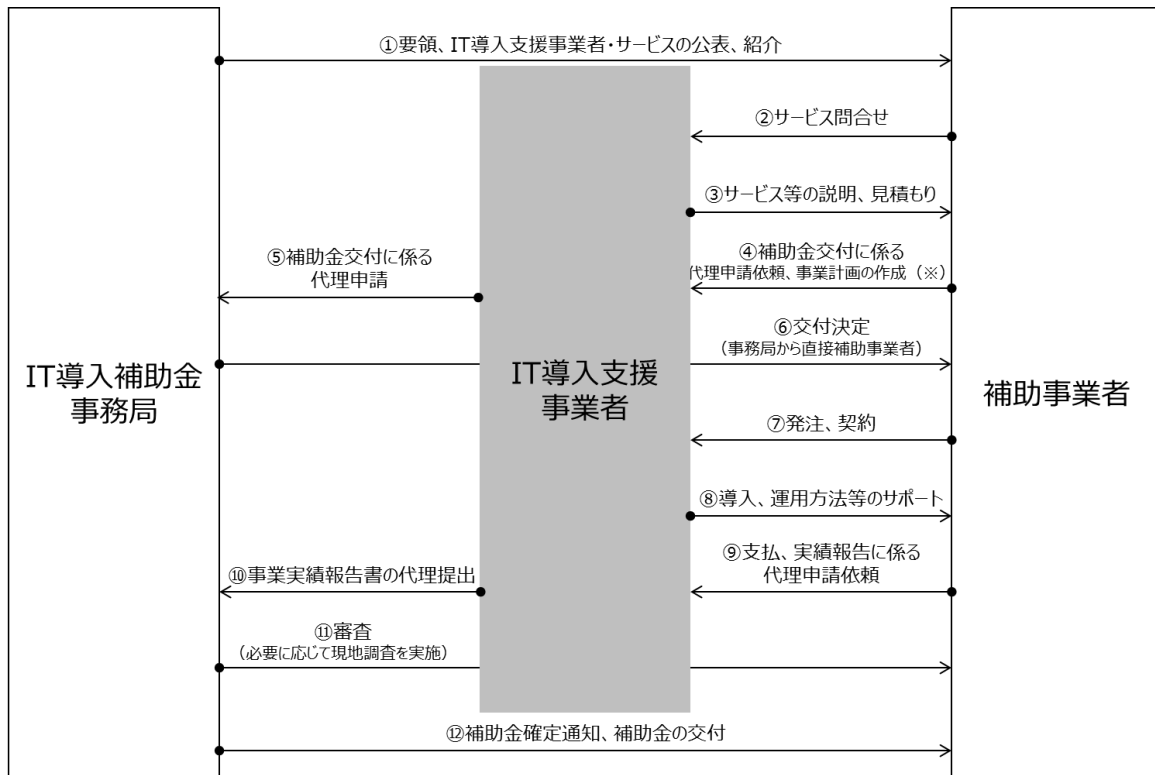 ①要領、IT導入支援事業者・サービスの公表、紹介
②サービス問合せ
③サービス等の説明、見積もり
④補助金交付に係る
代理申請依頼、事業計画の作成（※）
⑤補助金交付に係る
代理申請
⑥交付決定
（事務局から直接補助事業者）
IT導入補助金
事務局
IT導入支援
事業者
補助事業者
⑦発注、契約
⑧導入、運用方法等のサポート
⑨支払、実績報告に係る
代理申請依頼
⑩事業実績報告書の代理提出
⑪審査
（必要に応じて現地調査を実施）
⑫補助金確定通知、補助金の交付